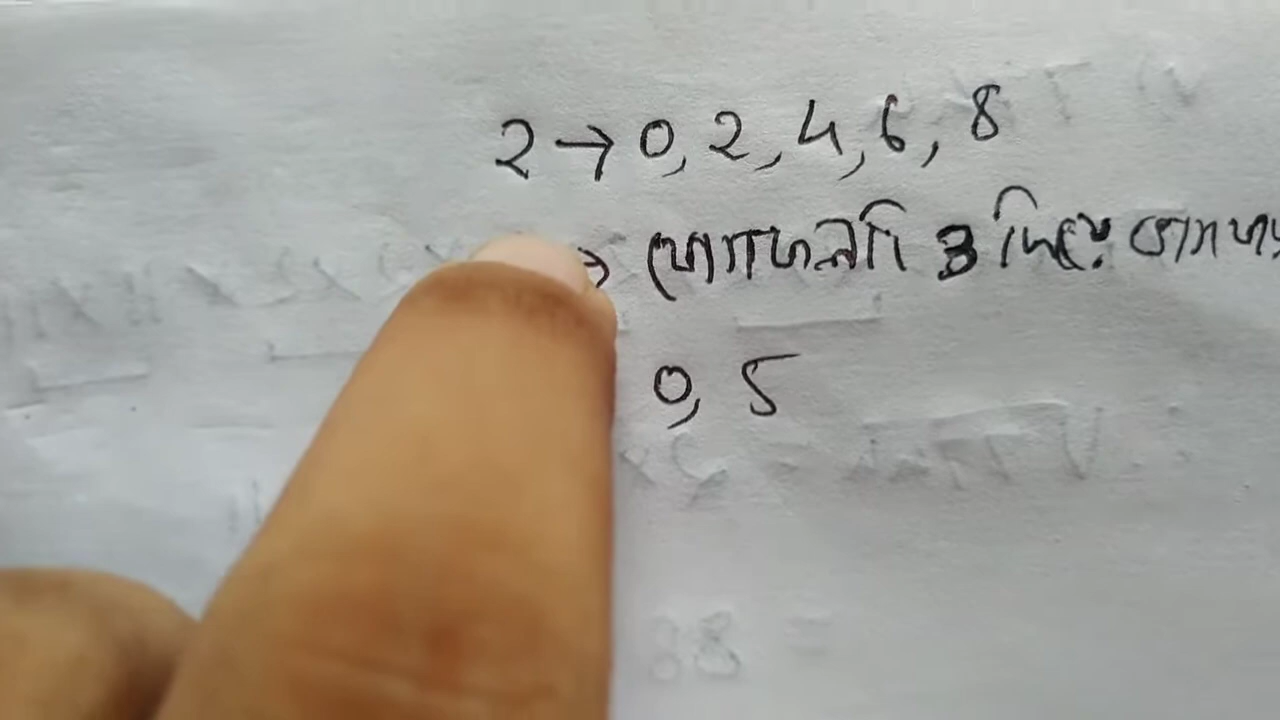 2 → 0, 2, 4, 6, 8
→ যোগফলটি 3 দিয়ে
0, 5